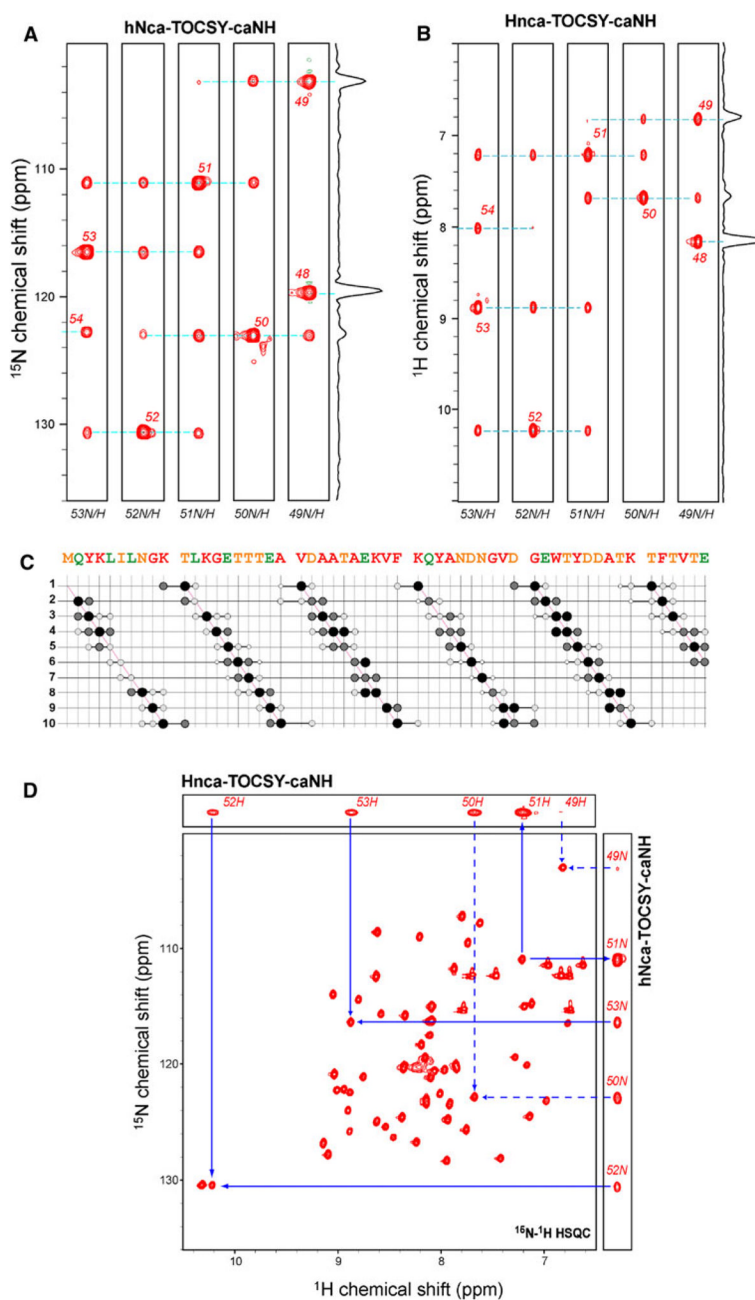 A
hNca-TOCSY-caNH
B
Hnca-TOCSY-caNH
49
51
53
54
48
50
52
110
120
130
15N chemical shift (ppm)
53N/H 52N/H 51N/H 50N/H 49N/H
49
51
50
54
48
53
52
7
8
9
10
1H chemical shift (ppm)
53N/H 52N/H 51N/H 50N/H 49N/H
C
MQYKLILNGK TLKGETTTEA VDAATAEKVF KQYANDNGVD GEWTYDDATK TFTVTE
1
2
3
4
5
6
7
8
9
10
D
Hnca-TOCSY-caNH
52H 53H 50H 51H 49H
hNca-TOCSY-caNH
49N
51N
53N
50N
52N
110
120
130
15N chemical shift (ppm)
15N-1H HSQC
10 9 8 7
1H chemical shift (ppm)